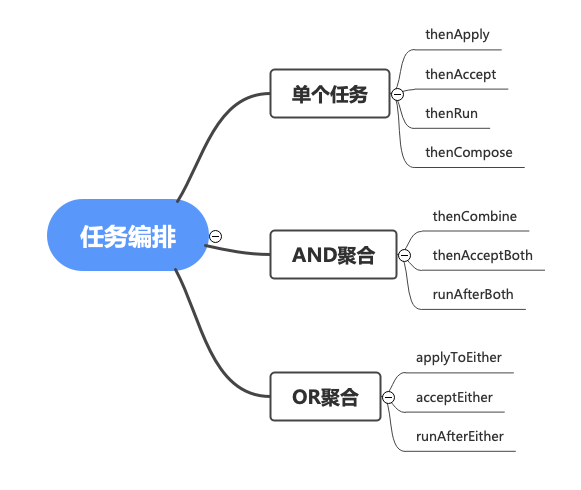 任务编排
单个任务
thenApply
thenAccept
thenRun
thenCompose
AND聚合
thenCombine
thenAcceptBoth
runAfterBoth
OR聚合
applyToEither
acceptEither
runAfterEither